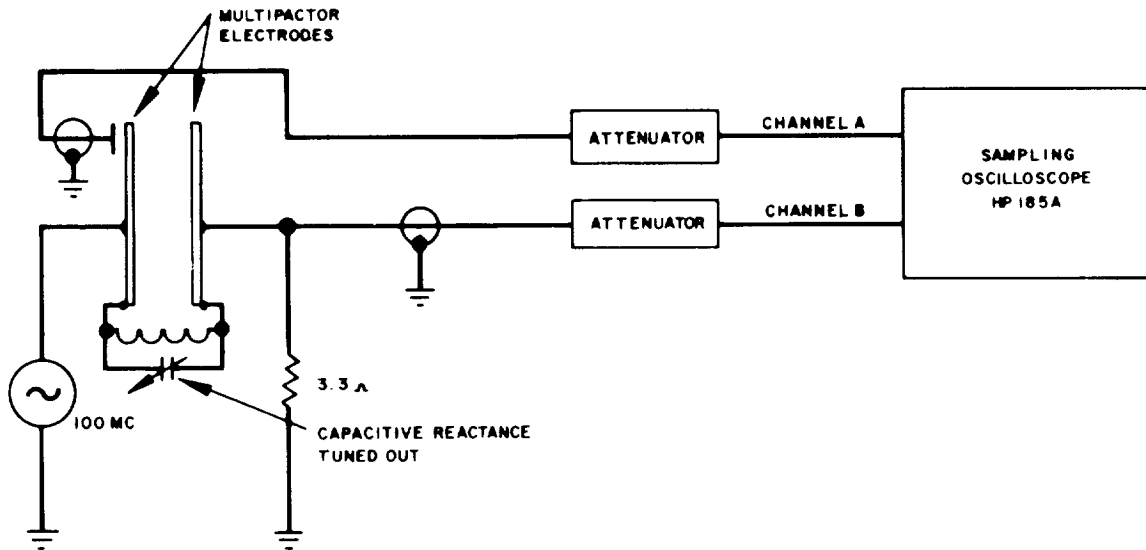 MULTIPACTOR
ELECTRODES
ATTENUATOR
CHANNEL A
SAMPLING
OSCILLOSCOPE
HP 185A
ATTENUATOR
CHANNEL B
3.3 Ω
100 MC
CAPACITIVE REACTANCE
TUNED OUT